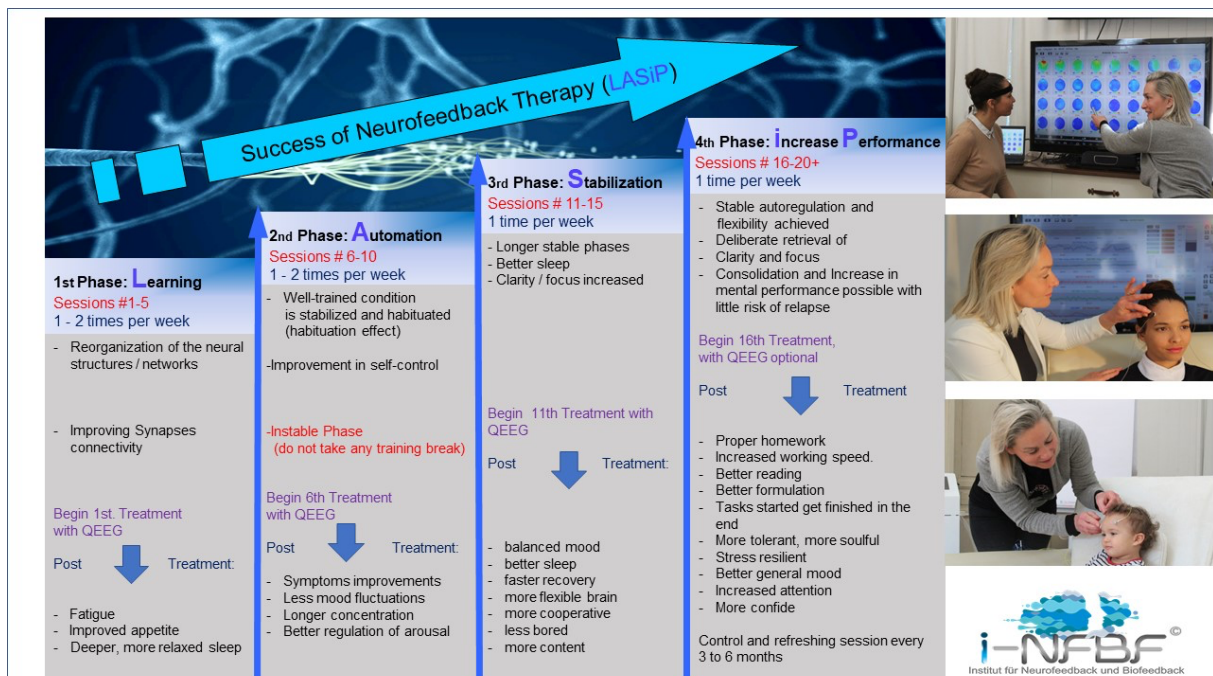 Success of Neurofeedback Therapy (LASiP)
1st Phase: Learning
Sessions #1-5
1 - 2 times per week
- Reorganization of the neural
structures / networks
- Improving Synapses
connectivity
Begin 1st. Treatment
with QEEG
Post Treatment:
- Fatigue
- Improved appetite
- Deeper, more relaxed sleep
2nd Phase: Automation
Sessions # 6-10
1 - 2 times per week
- Well-trained condition
is stabilized and habituated
(habituation effect)
-Improvement in self-control
-Instable Phase
(do not take any training break)
Begin 6th Treatment
with QEEG
Post Treatment:
- Symptoms improvements
- Less mood fluctuations
- Longer concentration
- Better regulation of arousal
3rd Phase: Stabilization
Sessions # 11-15
1 time per week
- Longer stable phases
- Better sleep
- Clarity / focus increased
Begin 11th Treatment with
QEEG
Post Treatment:
- balanced mood
- better sleep
- faster recovery
- more flexible brain
- more cooperative
- less bored
- more content
4th Phase: increase Performance
Sessions # 16-20+
1 time per week
- Stable autoregulation and
flexibility achieved
- Deliberate retrieval of
- Clarity and focus
- Consolidation and Increase in
mental performance possible with
little risk of relapse
Begin 16th Treatment,
with QEEG optional
Post Treatment
- Proper homework
- Increased working speed.
- Better reading
- Better formulation
- Tasks started get finished in the
end
- More tolerant, more soulful
- Stress resilient
- Better general mood
- Increased attention
- More confide
Control and refreshing session every
3 to 6 months
i-NFBF©
Institut für Neurofeedback und Biofeedback